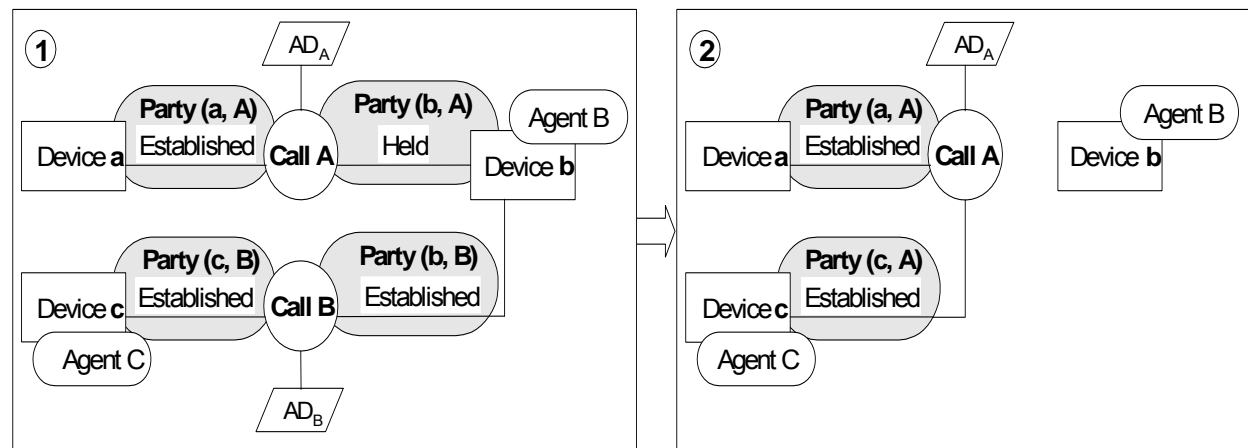 1
AD_A
Party (a, A)
Established
Device a
Call A
Party (b, A)
Held
Agent B
Device b
Party (c, B)
Established
Device c
Agent C
Call B
Party (b, B)
Established
AD_B
2
AD_A
Party (a, A)
Established
Device a
Call A
Agent B
Device b
Party (c, A)
Established
Device c
Agent C